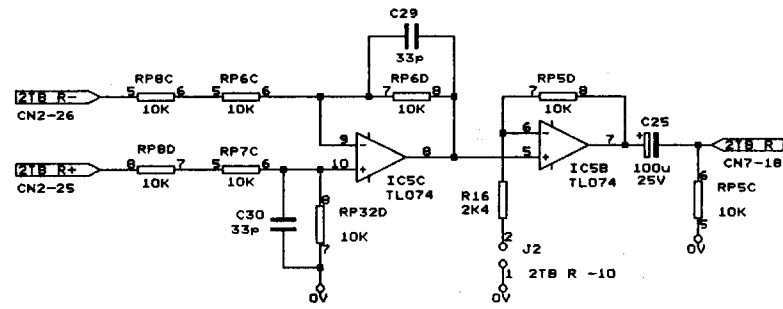 C29
33p
RP8C
RP6C
RP6D
RP5D
2TB R-
5
6
5
6
7
8
7
8
C25
10K
10K
10K
10K
CN2-26
RP8D
RP7C
9
-
6
-
7
+
2TB R
2TB R+
8
7
5
6
10
+
8
5
+
CN7-18
CN2-25
10K
10K
IC5C
TL074
IC5B
TL074
100u
25V
6
RP5C
10K
5
C30
33p
8
RP32D
10K
7
R16
2K4
0V
2
J2
1
2TB R -10
0V
0V